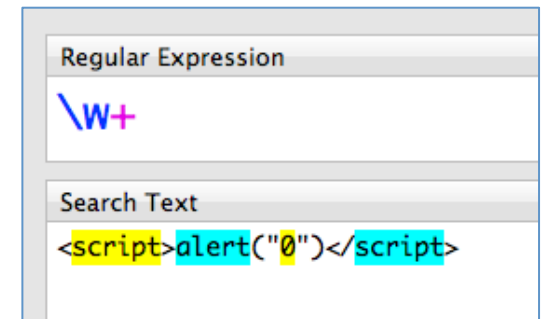 Regular Expression
\w+
Search Text
<script>alert("0")</script>